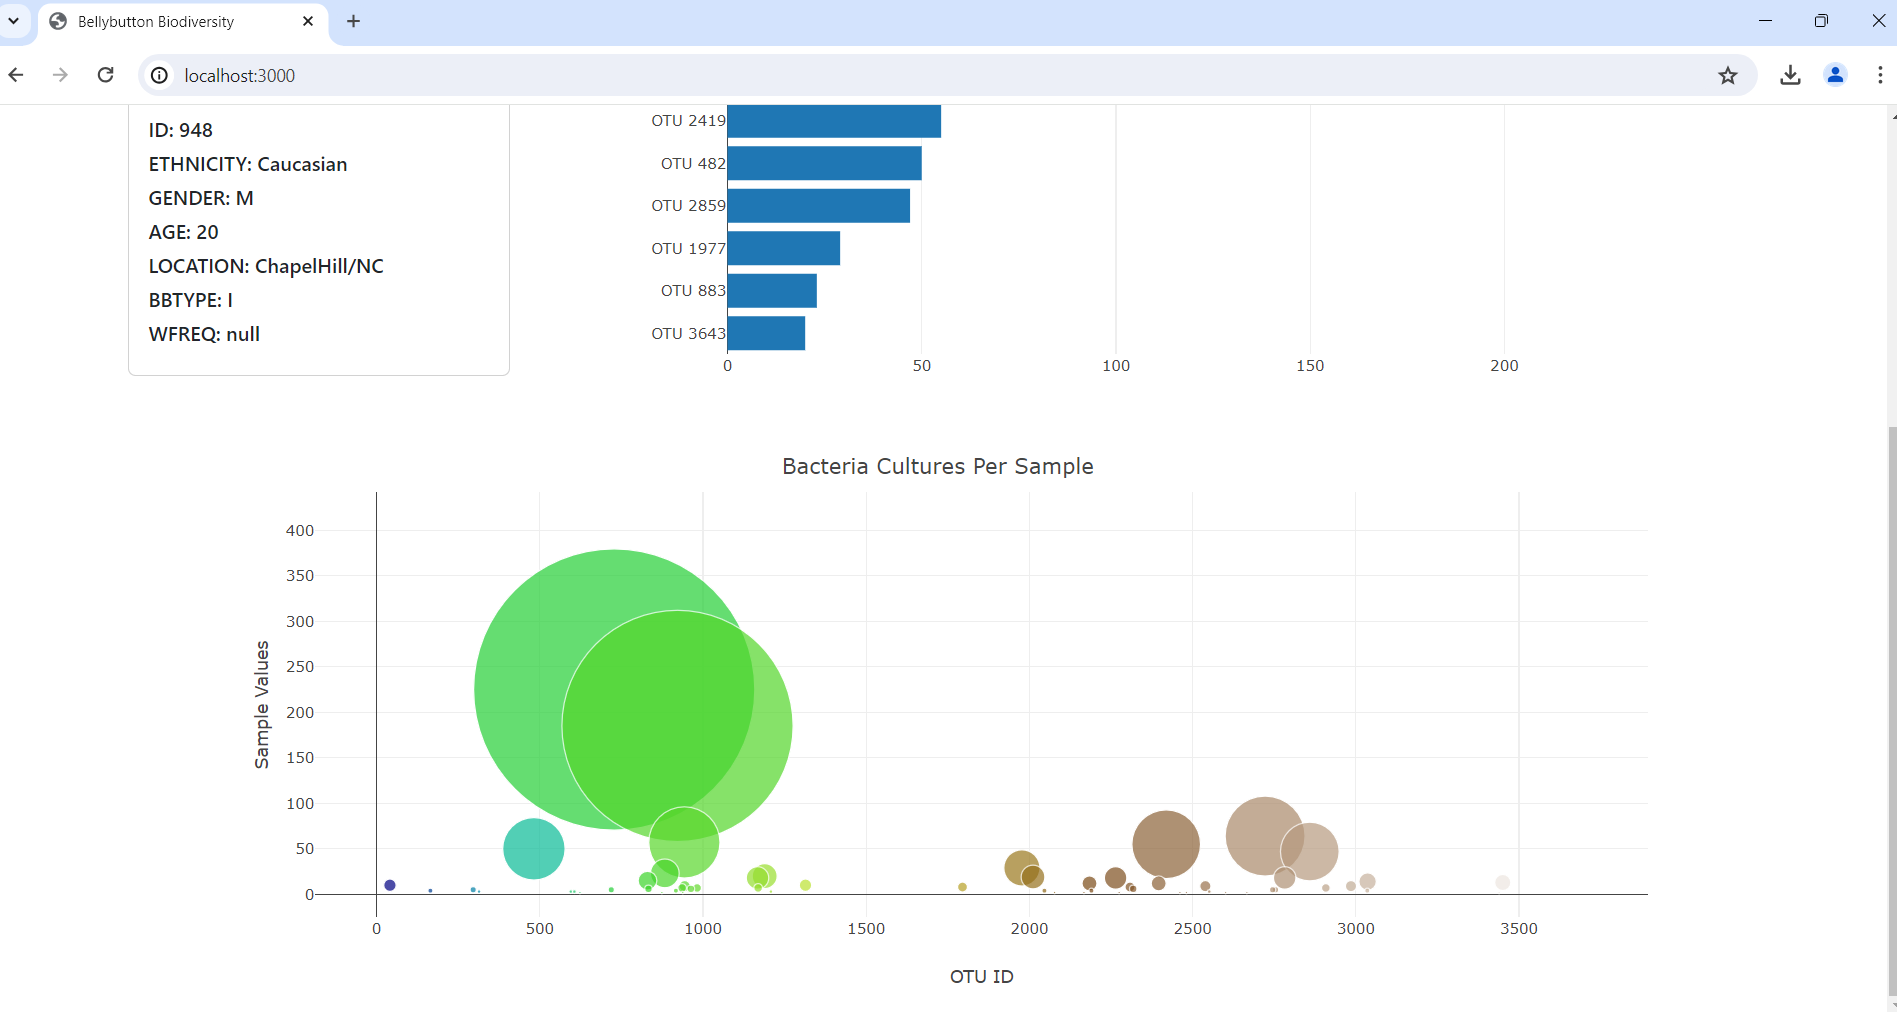 Bellybutton Biodiversity
localhost:3000
ID: 948
ETHNICITY: Caucasian
GENDER: M
AGE: 20
LOCATION: ChapelHill/NC
BBTYPE: I
WFREQ: null
OTU 2419
OTU 482
OTU 2859
OTU 1977
OTU 883
OTU 3643
0 50 100 150 200
Bacteria Cultures Per Sample
400
350
300
250
200
150
100
50
0
Sample Values
0 500 1000 1500 2000 2500 3000 3500
OTU ID